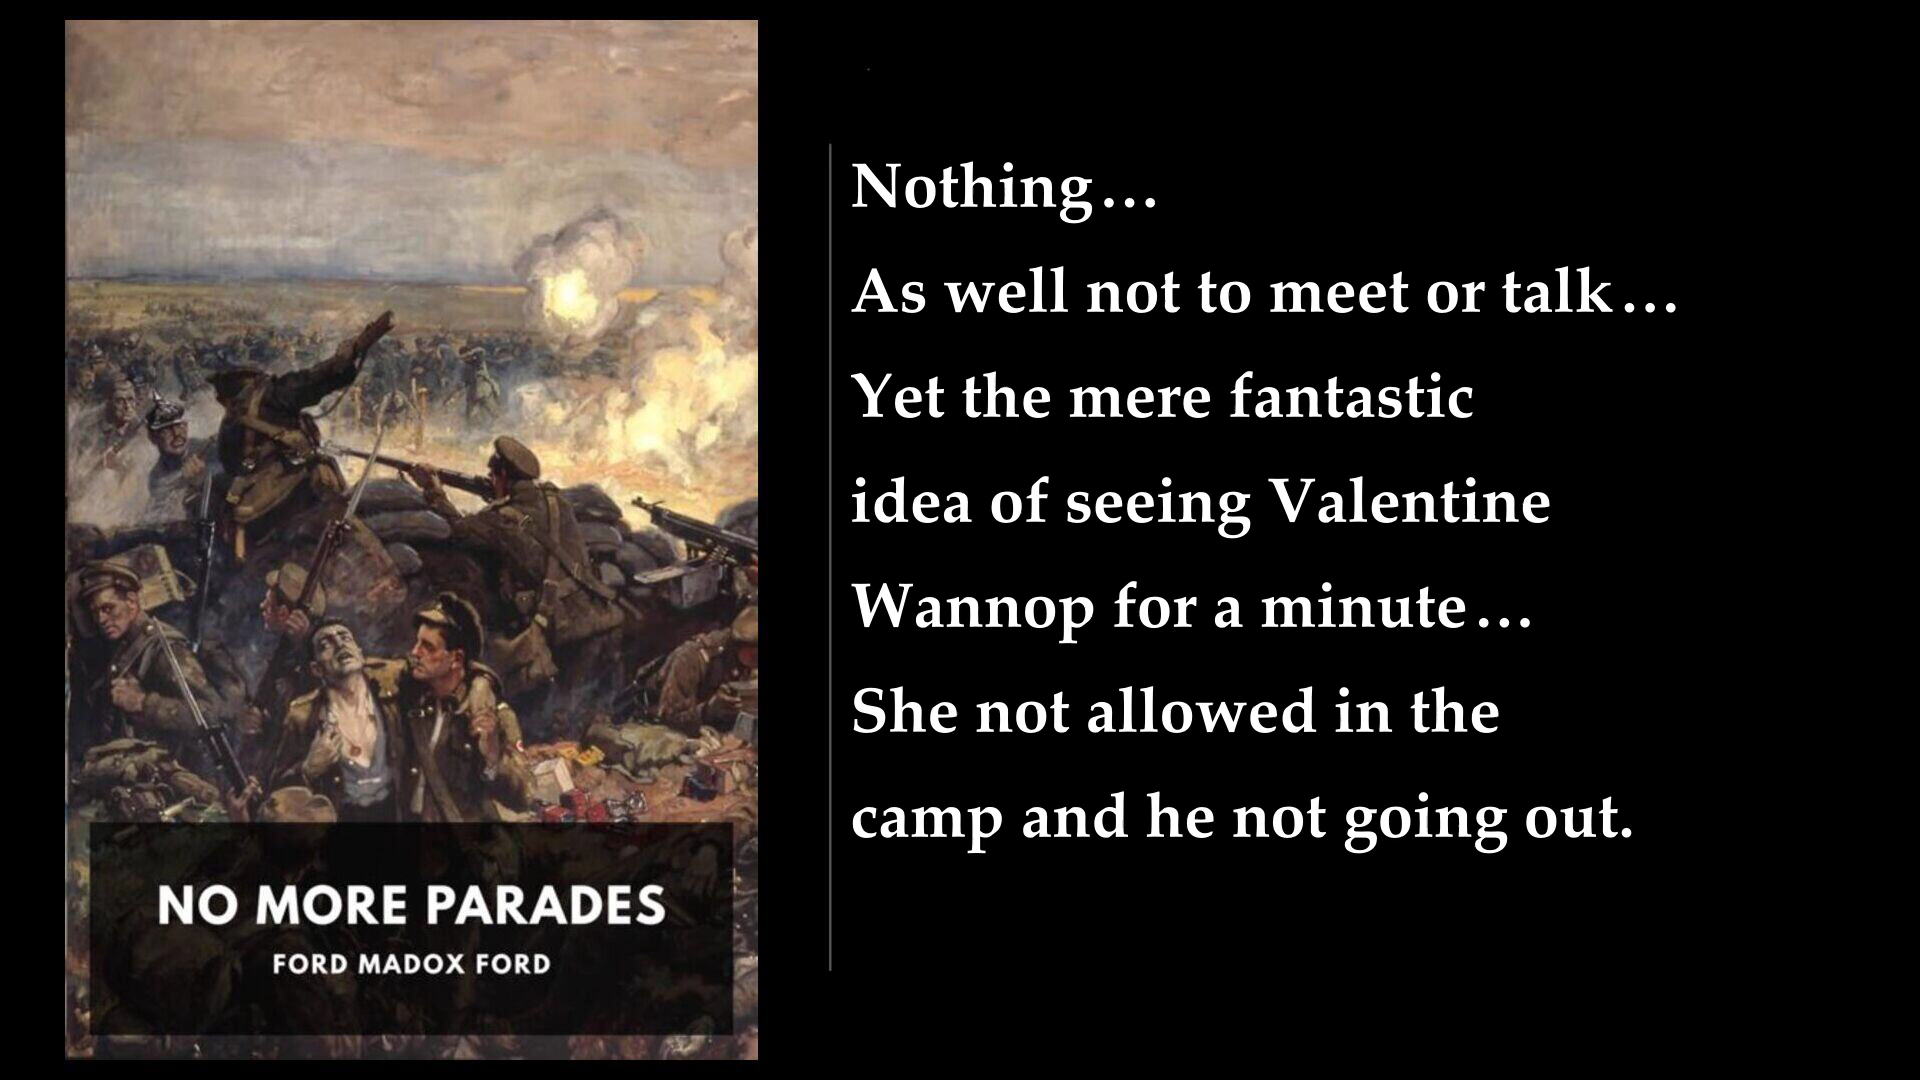 Nothing…
As well not to meet or talk…
Yet the mere fantastic
idea of seeing Valentine
Wannop for a minute…
She not allowed in the
camp and he not going out.
NO MORE PARADES
FORD MADOX FORD